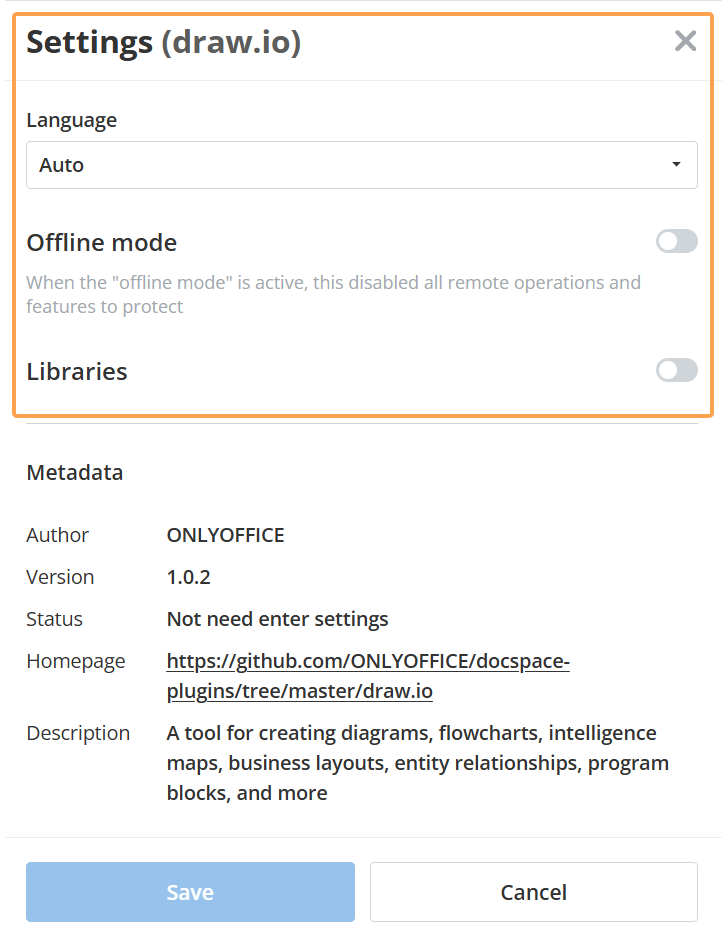 Settings (draw.io)
Language
Auto
Offline mode
When the "offline mode" is active, this disabled all remote operations and
features to protect
Libraries
Metadata
Author ONLYOFFICE
Version 1.0.2
Status Not need enter settings
Homepage https://github.com/ONLYOFFICE/docspace-
plugins/tree/master/draw.io
Description A tool for creating diagrams, flowcharts, intelligence
maps, business layouts, entity relationships, program
blocks, and more
Save Cancel